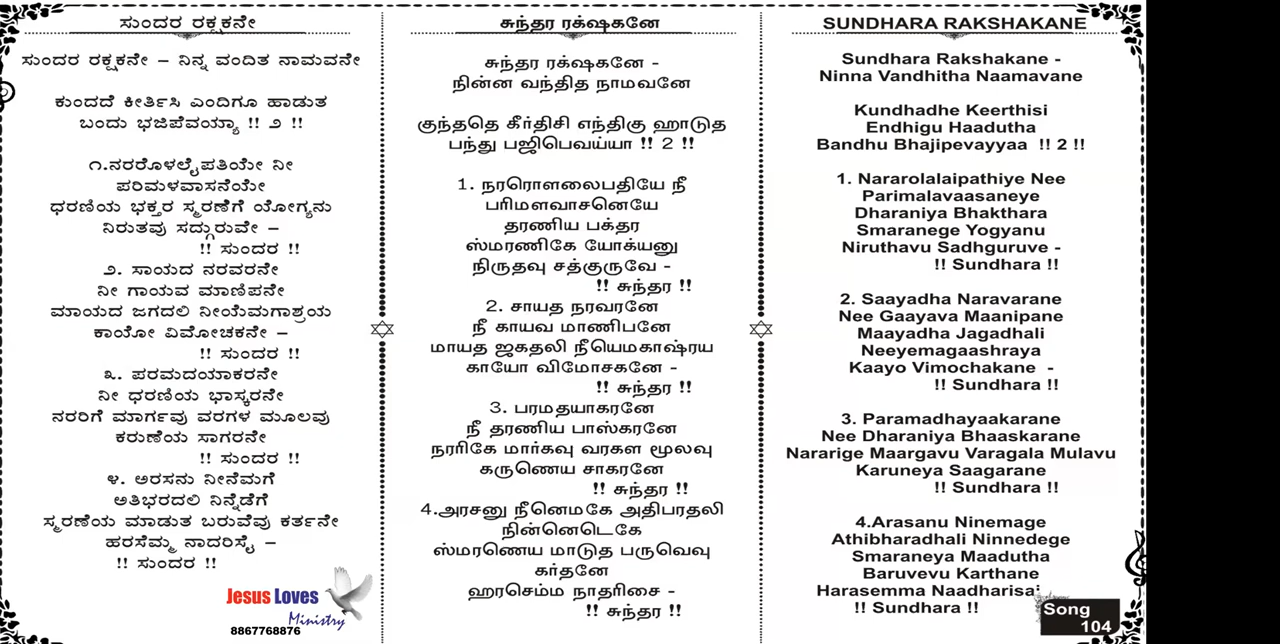 ಸುಂದರ ರಕ್ಷಕನೇ
ಸುಂದರ ರಕ್ಷಕನೇ – ನಿನ್ನ ವಂದಿತ ನಾಮವನೇ
ಕುಂದದೆ ಕೀರ್ತಿಸಿ ಎಂದಿಗೂ ಹಾಡುತ
ಬಂದು ಭಜಿಪೆವಯ್ಯಾ !! ೨ !!
೧.ನರರೊಳಲೈಪತಿಯೇ ನೀ
ಪರಿಮಳವಾಸನೆಯೇ
ಧರಣಿಯ ಭಕ್ತರ ಸ್ಮರಣೆಗೆ ಯೋಗ್ಯನು
ನಿರುತವು ಸದ್ಗುರುವೇ –
!! ಸುಂದರ !!
೨. ಸಾಯದ ನರವರನೇ
ನೀ ಗಾಯವ ಮಾಣಿಪನೇ
ಮಾಯದ ಜಗದಲಿ ನೀಯೆಮಗಾಶ್ರಯ
ಕಾಯೋ ವಿಮೋಚಕನೇ –
!! ಸುಂದರ !!
೩. ಪರಮದಯಾಕರನೇ
ನೀ ಧರಣಿಯ ಭಾಸ್ಕರನೇ
ನರರಿಗೆ ಮಾರ್ಗವು ವರಗಳ ಮೂಲವು
ಕರುಣೆಯ ಸಾಗರನೇ
!! ಸುಂದರ !!
೪. ಅರಸನು ನೀನೆಮಗೆ
ಅತಿಭರದಲಿ ನಿನ್ನೆಡೆಗೆ
ಸ್ಮರಣೆಯ ಮಾಡುತ ಬರುವೆವು ಕರ್ತನೇ
ಹರಸೆಮ್ಮ ನಾದರಿಸೈ –
!! ಸುಂದರ !!
Jesus Loves
Ministry
8867768876
சுந்தர ரக்ஷகனே
சுந்தர ரக்ஷகனே -
நின்ன வந்தித நாமவனே
குந்ததெ கீர்திசி எந்திகு ஹாடுத
பந்து பஜிபெவய்யா !! 2 !!
1. நரரொளலைபதியே நீ
பரிமளவாசனெயே
தரணிய பக்தர
ஸ்மரணிகே யோக்யனு
நிருதவு சத்குருவே -
!! சுந்தர !!
2. சாயத நரவரனே
நீ காயவ மாணிபனே
மாயத ஜகதலி நீயெமகாஷ்ரய
காயோ விமோசகனே -
!! சுந்தர !!
3. பரமதயாகரனே
நீ தரணிய பாஸ்கரனே
நரரிகே மார்கவு வரகள மூலவு
கருணெய சாகரனே
!! சுந்தர !!
4.அரசனு நீனெமகே அதிபரதலி
நின்னெடெகே
ஸ்மரணெய மாடுத பருவெவு
கர்தனே
ஹரசெம்ம நாதரிசை -
!! சுந்தர !!
SUNDHARA RAKSHAKANE
Sundhara Rakshakane -
Ninna Vandhitha Naamavane
Kundhadhe Keerthisi
Endhigu Haadutha
Bandhu Bhajipevayyaa !! 2 !!
1. Nararolalaipathiye Nee
Parimalavaasaneye
Dharaniya Bhakthara
Smaranege Yogyanu
Niruthavu Sadhguruve -
!! Sundhara !!
2. Saayadha Naravarane
Nee Gaayava Maanipane
Maayadha Jagadhali
Neeyemagaashraya
Kaayo Vimochakane -
!! Sundhara !!
3. Paramadhayaakarane
Nee Dharaniya Bhaaskarane
Nararige Maargavu Varagala Mulavu
Karuneya Saagarane
!! Sundhara !!
4.Arasanu Ninemage
Athibharadhali Ninnedege
Smaraneya Maadutha
Baruvevu Karthane
Harasemma Naadharisai
!! Sundhara !!
Song
104